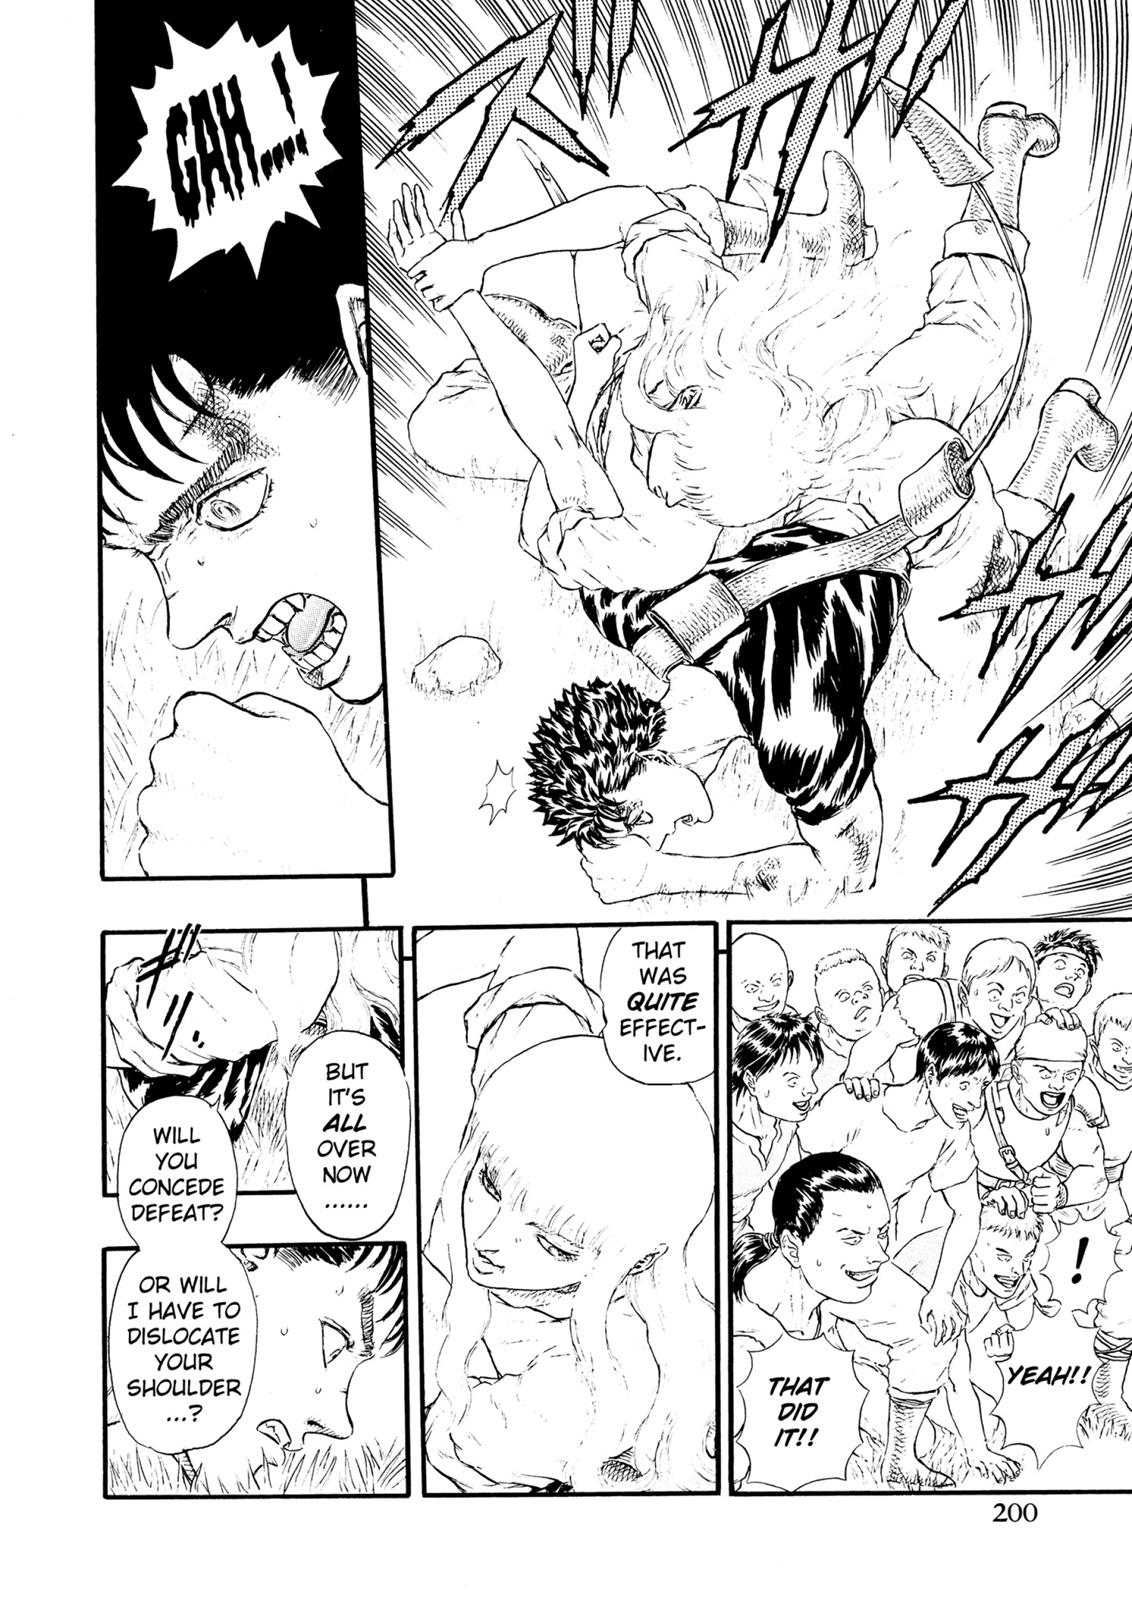 GAH....!
THAT
DID
IT!!
YEAH!!
!
THAT
WAS
QUITE
EFFECT-
IVE.
BUT
IT'S
ALL
OVER
NOW
......
WILL
YOU
CONCEDE
DEFEAT?
OR WILL
I HAVE TO
DISLOCATE
YOUR
SHOULDER
...?
200